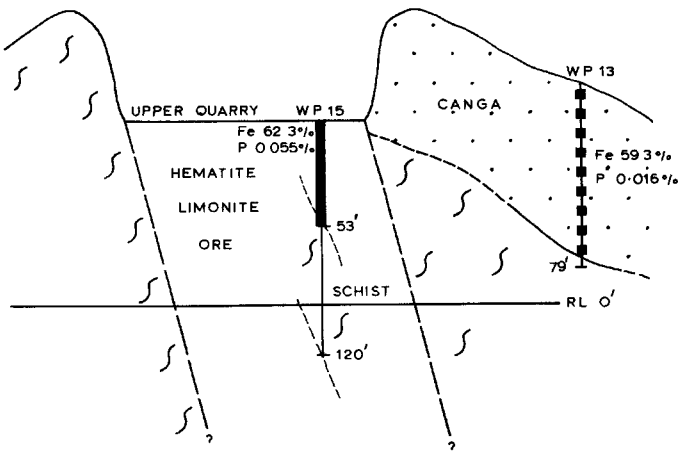 WP 13
UPPER QUARRY
WP 15
CANGA
Fe 62 3%
P 0 055%
Fe 59 3%
P 0·016%
HEMATITE
LIMONITE
ORE
53'
79'
SCHIST
RL 0'
120'
?
?